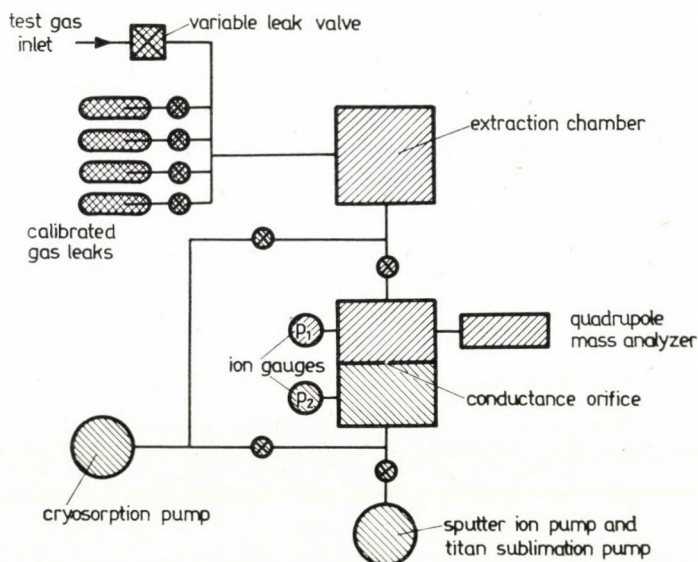 test gas
inlet
variable leak valve
extraction chamber
calibrated
gas leaks
P1
ion gauges
P2
quadrupole
mass analyzer
conductance orifice
cryosorption pump
sputter ion pump and
titan sublimation pump